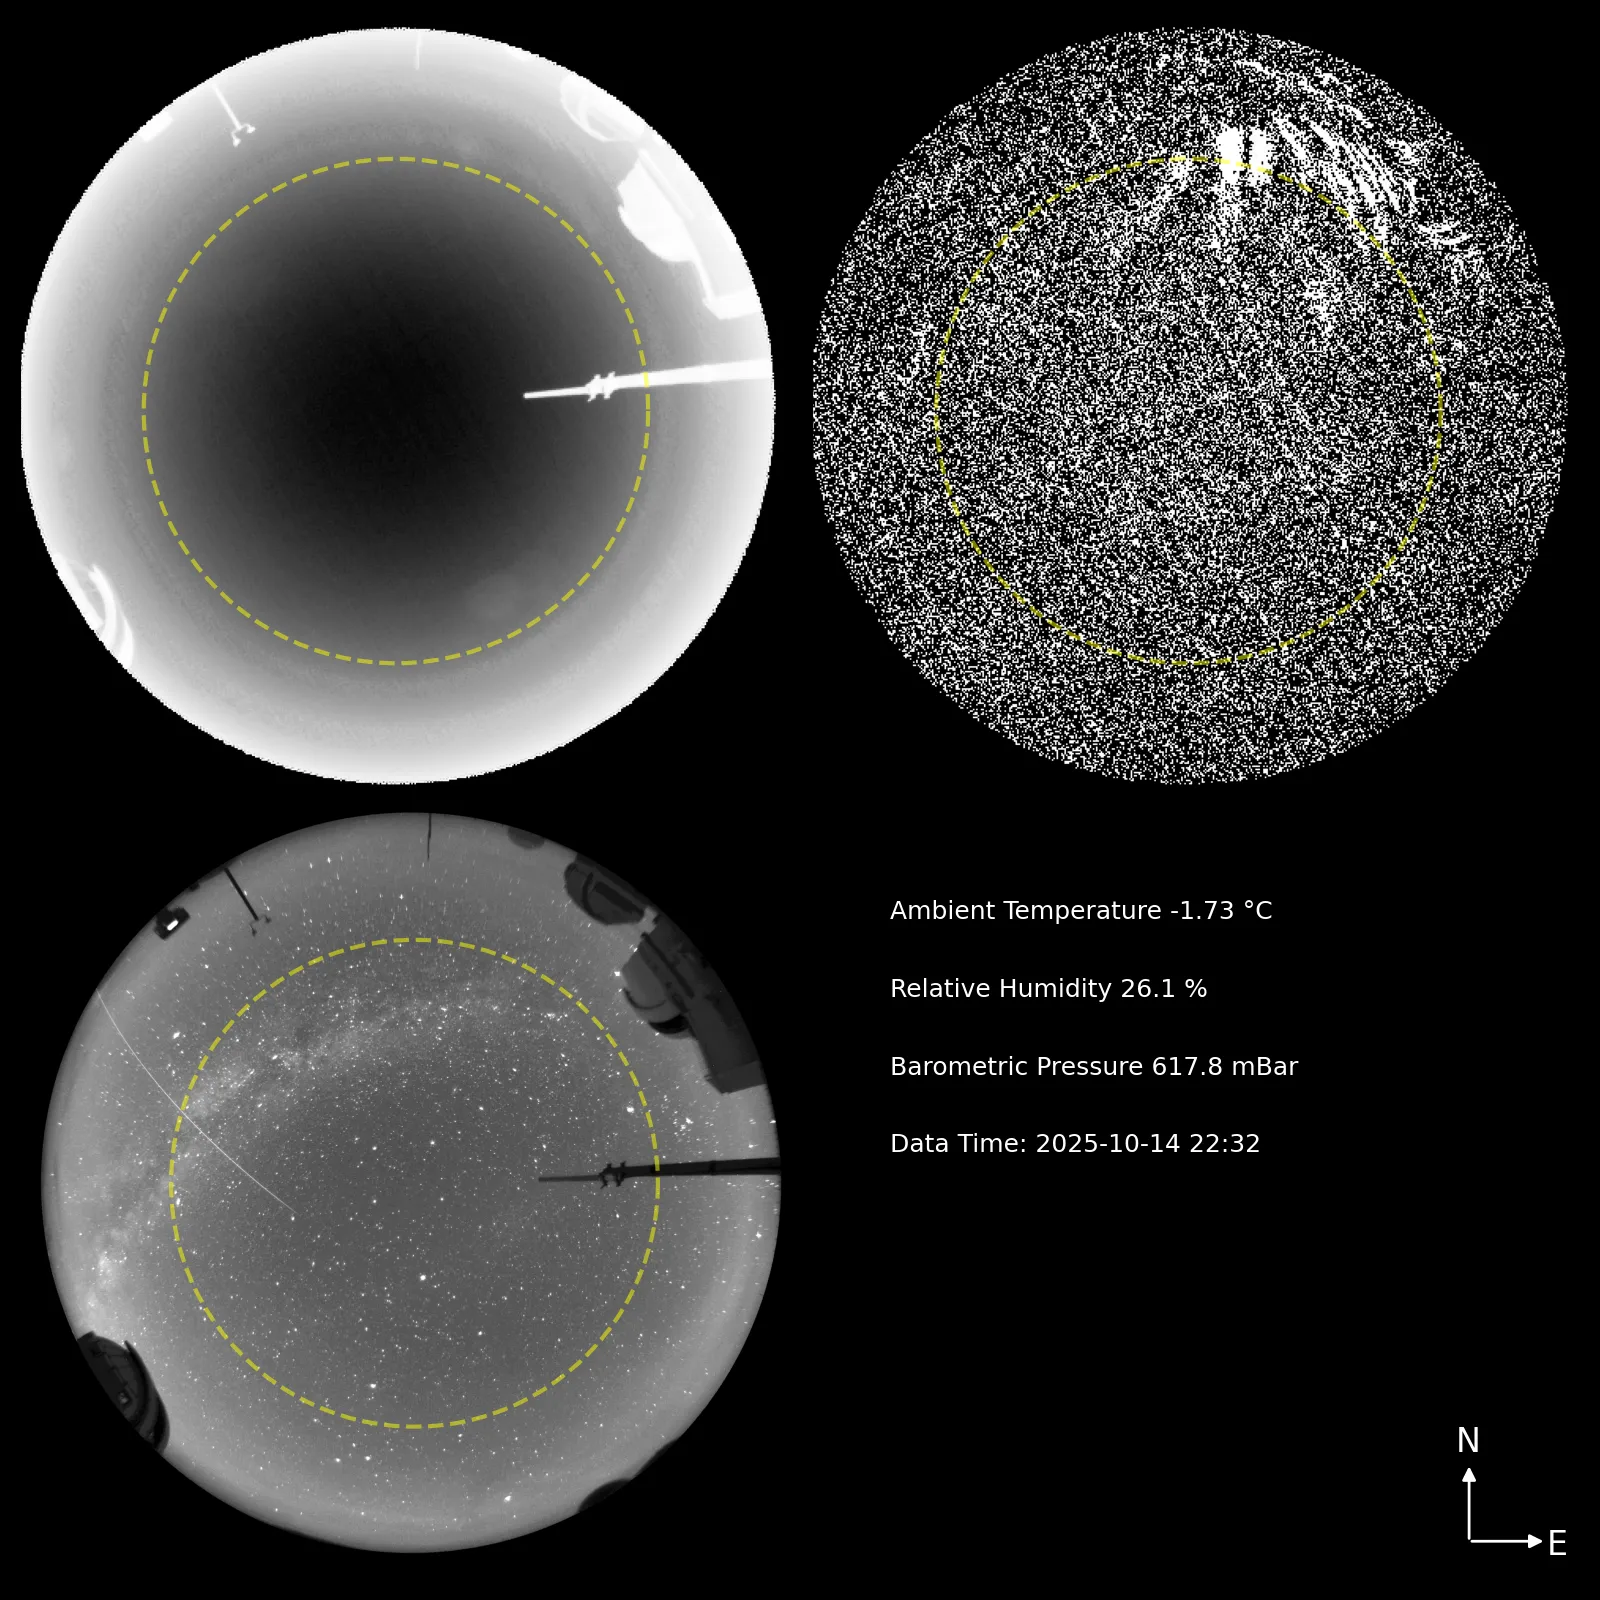 Ambient Temperature -1.73 °C
Relative Humidity 26.1 %
Barometric Pressure 617.8 mBar
Data Time: 2025-10-14 22:32
N
E